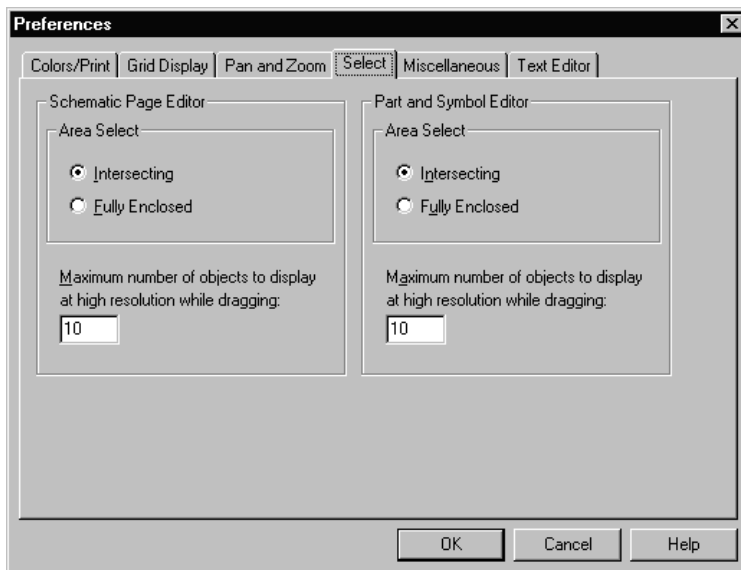 Preferences
Colors/Print Grid Display Pan and Zoom Select Miscellaneous Text Editor
Schematic Page Editor
Area Select
Intersecting
Fully Enclosed
Maximum number of objects to display
at high resolution while dragging:
10
Part and Symbol Editor
Area Select
Intersecting
Fully Enclosed
Maximum number of objects to display
at high resolution while dragging:
10
OK Cancel Help